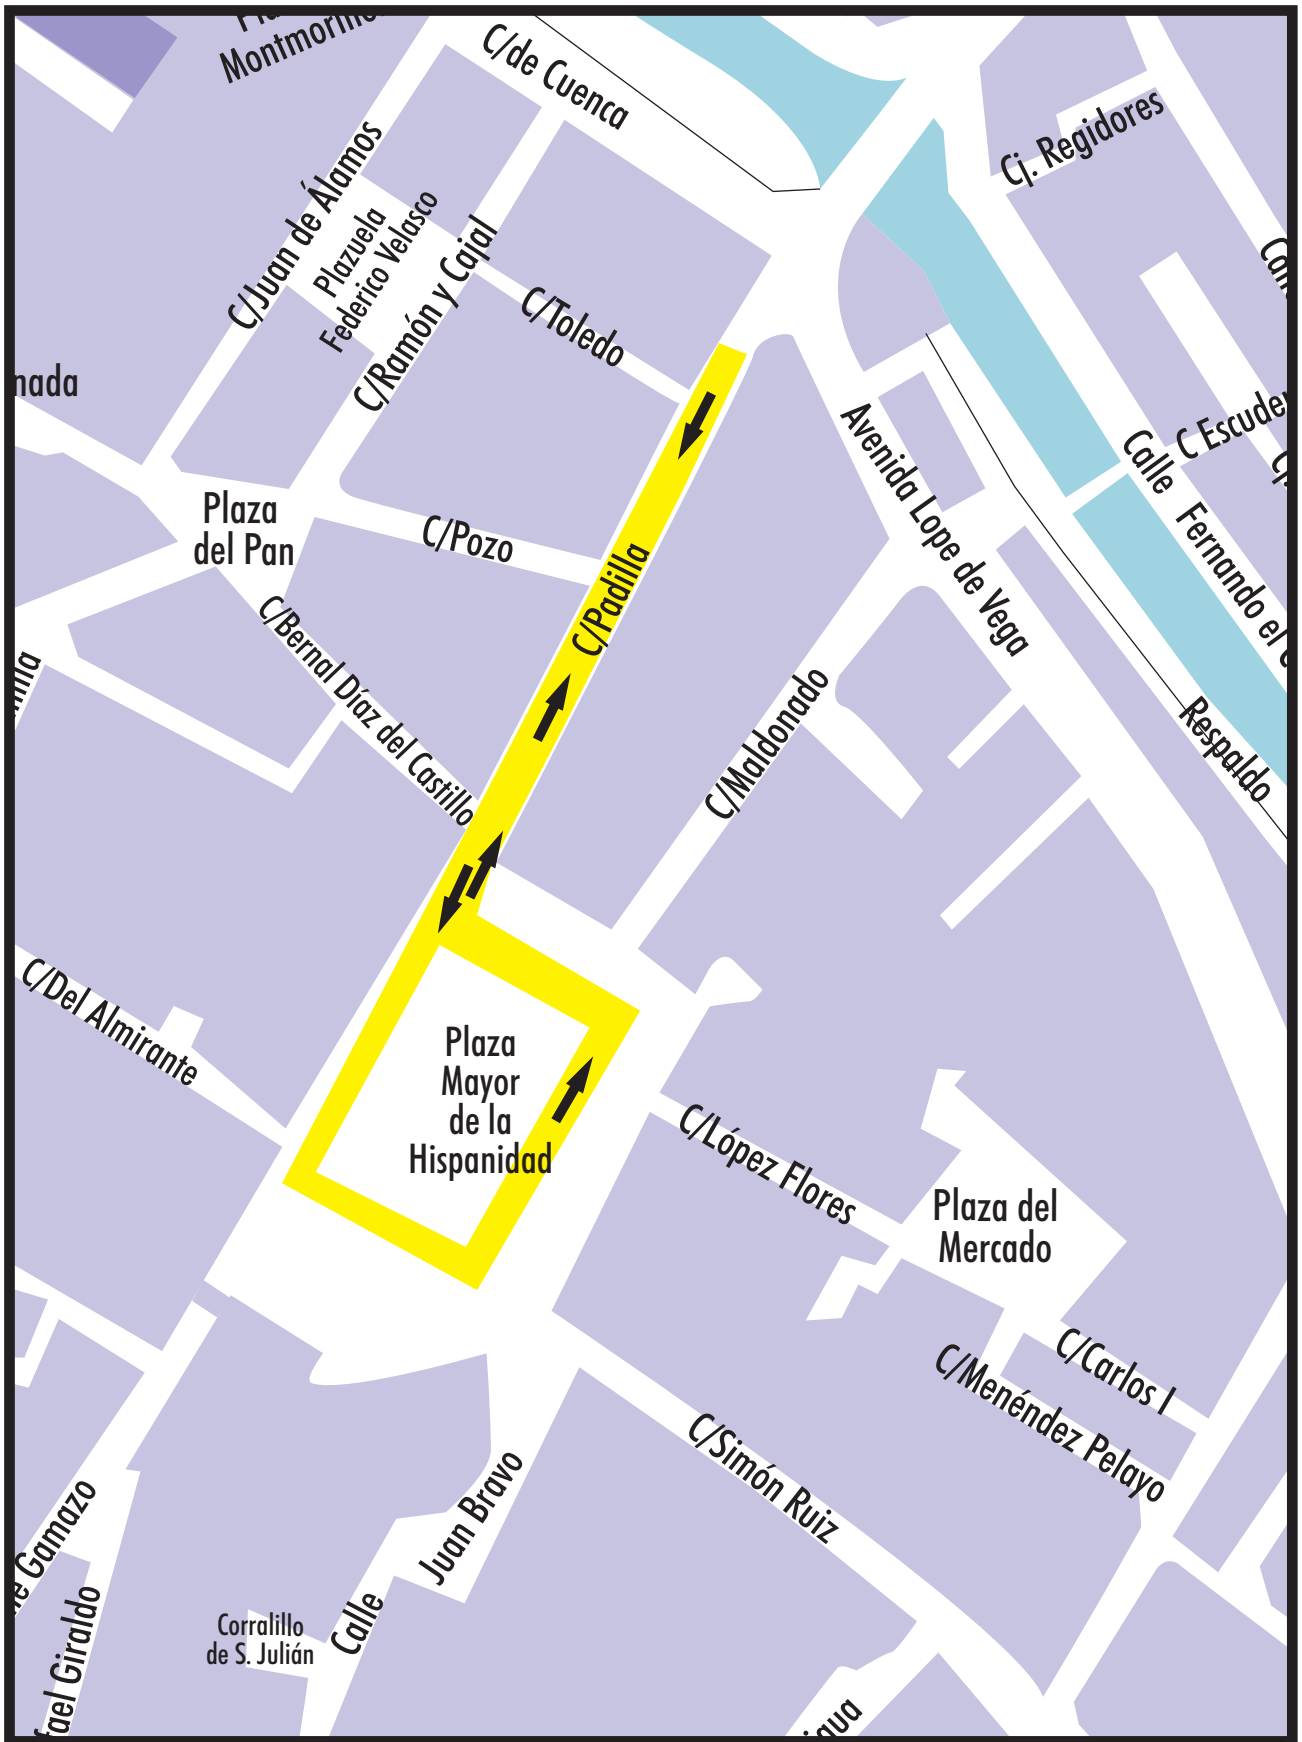 Montmorillo
C/de Cuenca
Cj. Regidores
C/Juan de Álamos
Plazuela
Federico Velasco
C/Ramón y Cajal
C/Toledo
nada
Avenida Lope de Vega
C Escuder
Calle Fernando el C
Plaza
del Pan
C/Pozo
C/Padilla
C/Bernal Díaz del Castillo
C/Maldonado
Respaldo
C/Del Almirante
Plaza
Mayor
de la
Hispanidad
C/López Flores
Plaza del
Mercado
C/Carlos I
C/Menéndez Pelayo
C/Simón Ruiz
Calle Juan Bravo
e Gamazo
fael Giraldo
Corralillo
de S. Julián
igua